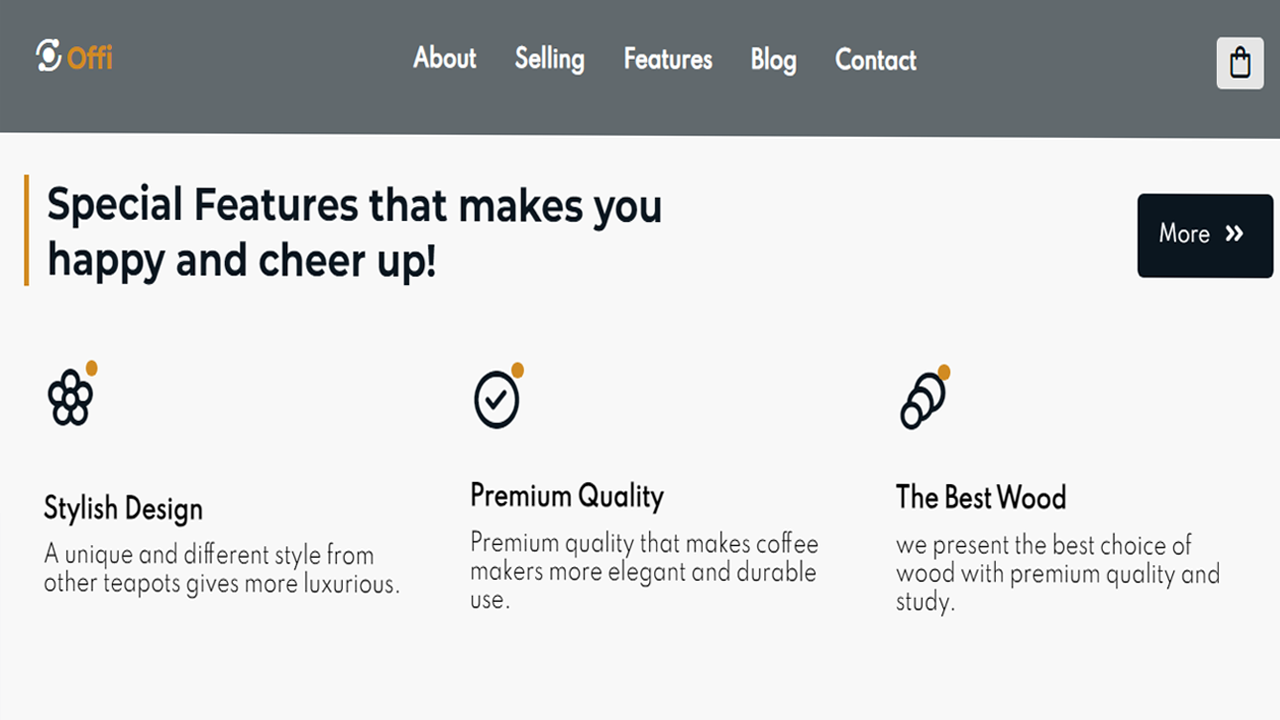 Offi
About Selling Features Blog Contact
Special Features that makes you
happy and cheer up!
More
Stylish Design
A unique and different style from
other teapots gives more luxurious.
Premium Quality
Premium quality that makes coffee
makers more elegant and durable
use.
The Best Wood
we present the best choice of
wood with premium quality and
study.